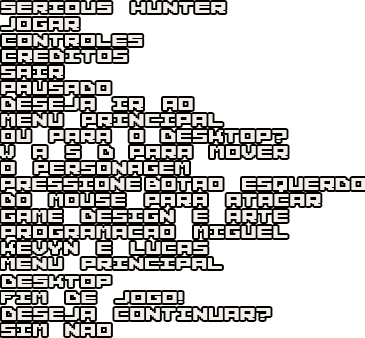 SERIOUS HUNTER
JOGAR
CONTROLES
CREDITOS
SAIR
PAUSADO
DESEJA IR AO
MENU PRINCIPAL
OU PARA O DESKTOP?
W A S D PARA MOVER
O PERSONAGEM
PRESSIONE BOTAO ESQUERDO
DO MOUSE PARA ATACAR
GAME DESIGN E ARTE
PROGRAMACAO MIGUEL
KEVYN E LUCAS
MENU PRINCIPAL
DESKTOP
FIM DE JOGO!
DESEJA CONTINUAR?
SIM NAO